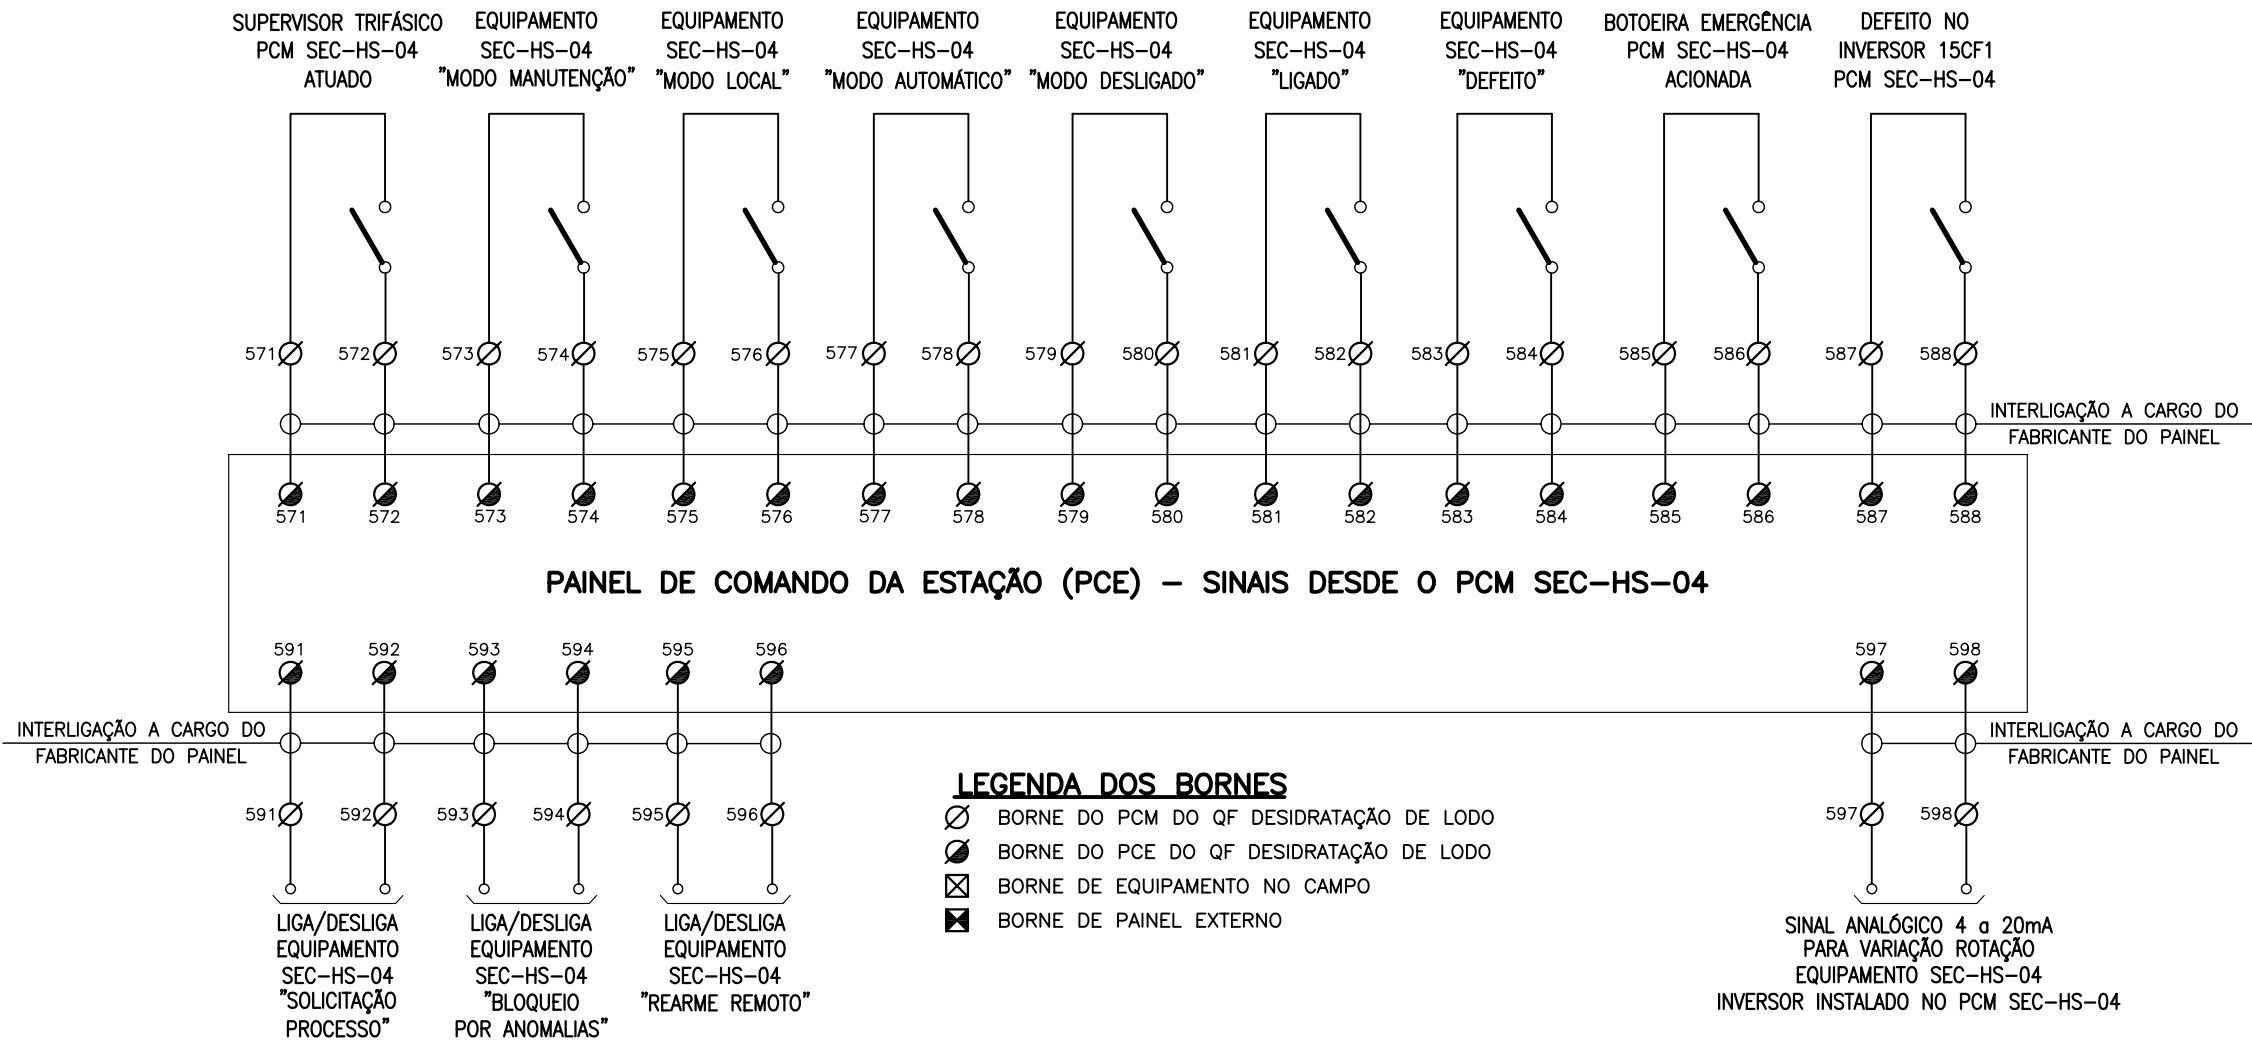 SUPERVISOR TRIFÁSICO
PCM SEC-HS-04
ATUADO
EQUIPAMENTO
SEC-HS-04
"MODO MANUTENÇÃO"
EQUIPAMENTO
SEC-HS-04
"MODO LOCAL"
EQUIPAMENTO
SEC-HS-04
"MODO AUTOMÁTICO"
EQUIPAMENTO
SEC-HS-04
"MODO DESLIGADO"
EQUIPAMENTO
SEC-HS-04
"LIGADO"
EQUIPAMENTO
SEC-HS-04
"DEFEITO"
BOTOEIRA EMERGÊNCIA
PCM SEC-HS-04
ACIONADA
DEFEITO NO
INVERSOR 15CF1
PCM SEC-HS-04
571 572 573 574 575 576 577 578 579 580 581 582 583 584 585 586 587 588
INTERLIGAÇÃO A CARGO DO
FABRICANTE DO PAINEL
571 572 573 574 575 576 577 578 579 580 581 582 583 584 585 586 587 588
PAINEL DE COMANDO DA ESTAÇÃO (PCE) - SINAIS DESDE O PCM SEC-HS-04
591 592 593 594 595 596 597 598
INTERLIGAÇÃO A CARGO DO
FABRICANTE DO PAINEL
INTERLIGAÇÃO A CARGO DO
FABRICANTE DO PAINEL
591 592 593 594 595 596 597 598
LEGENDA DOS BORNES
BORNE DO PCM DO QF DESIDRATAÇÃO DE LODO
BORNE DO PCE DO QF DESIDRATAÇÃO DE LODO
BORNE DE EQUIPAMENTO NO CAMPO
BORNE DE PAINEL EXTERNO
LIGA/DESLIGA
EQUIPAMENTO
SEC-HS-04
"SOLICITAÇÃO
PROCESSO"
LIGA/DESLIGA
EQUIPAMENTO
SEC-HS-04
"BLOQUEIO
POR ANOMALIAS"
LIGA/DESLIGA
EQUIPAMENTO
SEC-HS-04
"REARME REMOTO"
SINAL ANALÓGICO 4 a 20mA
PARA VARIAÇÃO ROTAÇÃO
EQUIPAMENTO SEC-HS-04
INVERSOR INSTALADO NO PCM SEC-HS-04